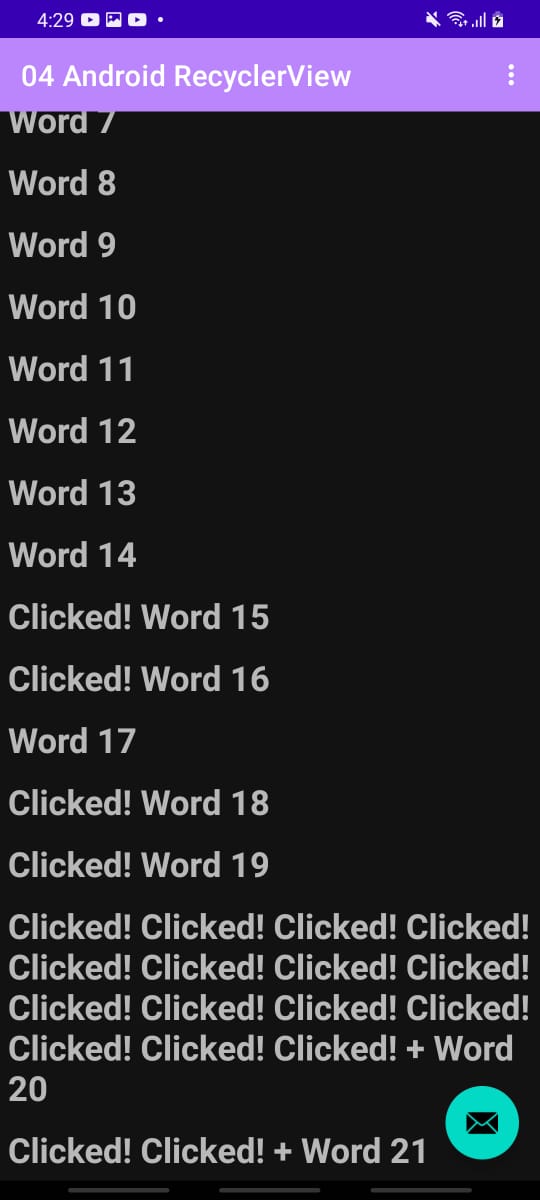 4:29
04 Android RecyclerView
Word 7
Word 8
Word 9
Word 10
Word 11
Word 12
Word 13
Word 14
Clicked! Word 15
Clicked! Word 16
Word 17
Clicked! Word 18
Clicked! Word 19
Clicked! Clicked! Clicked! Clicked!
Clicked! Clicked! Clicked! Clicked!
Clicked! Clicked! Clicked! Clicked!
Clicked! Clicked! Clicked! + Word
20
Clicked! Clicked! + Word 21